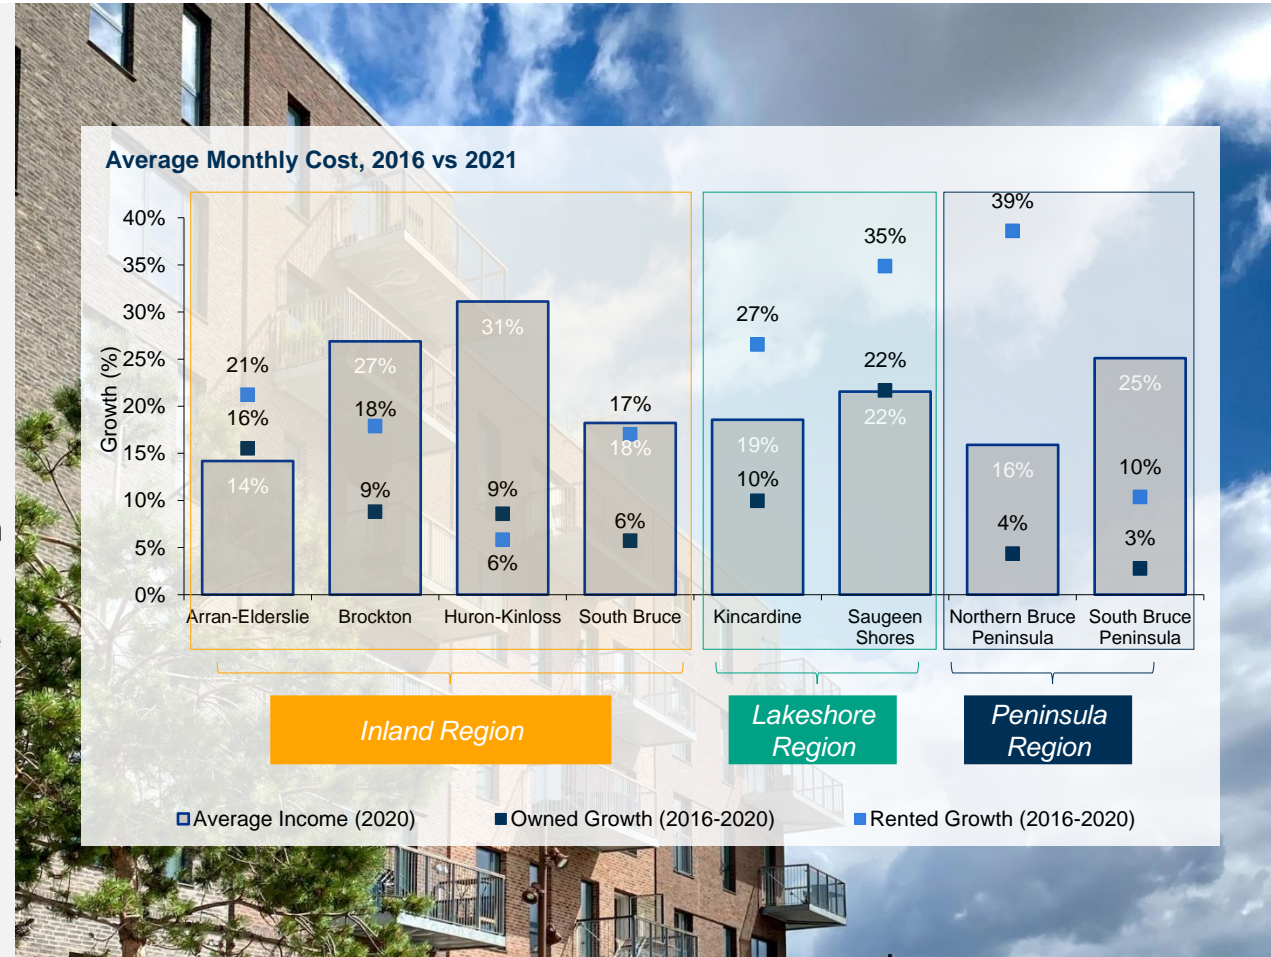 Average Monthly Cost, 2016 vs 2021
Growth (%)
40%
35%
30%
25%
20%
15%
10%
5%
0%
21%
16%
14%
27%
18%
9%
31%
9%
6%
17%
18%
6%
27%
19%
10%
35%
22%
22%
39%
16%
4%
25%
10%
3%
Arran-Elderslie
Brockton
Huron-Kinloss
South Bruce
Kincardine
Saugeen
Shores
Northern Bruce
Peninsula
South Bruce
Peninsula
Inland Region
Lakeshore
Region
Peninsula
Region
Average Income (2020)
Owned Growth (2016-2020)
Rented Growth (2016-2020)